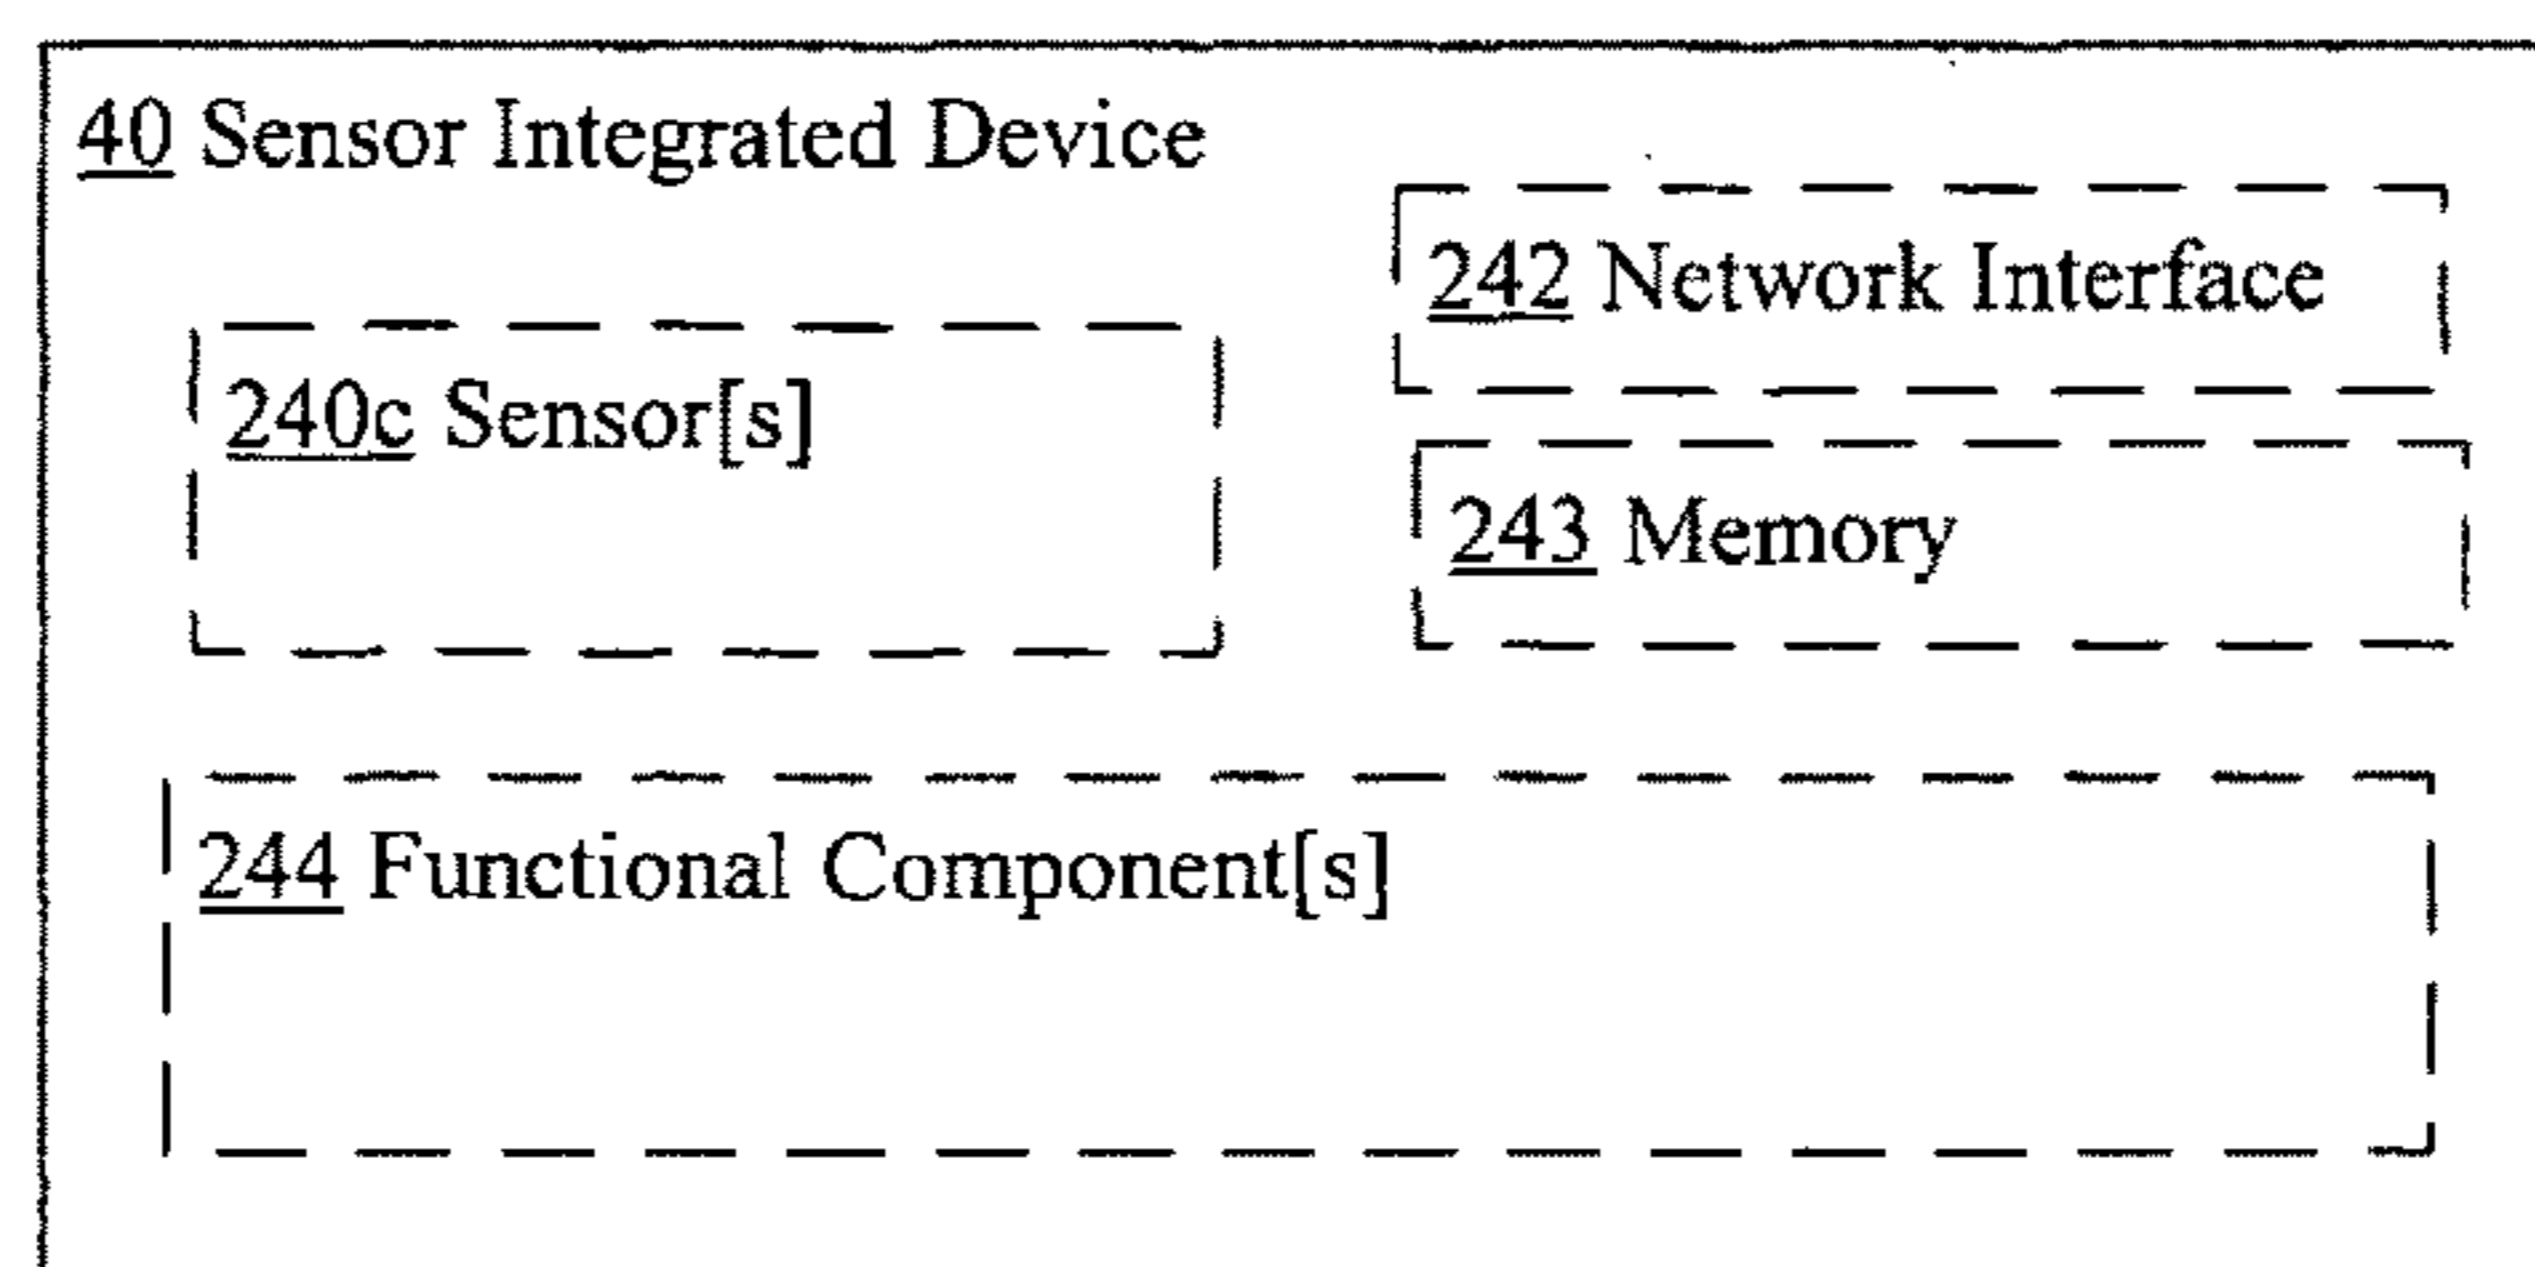 40 Sensor Integrated Device
242 Network Interface
240c Sensor[s]
243 Memory
244 Functional Component[s]